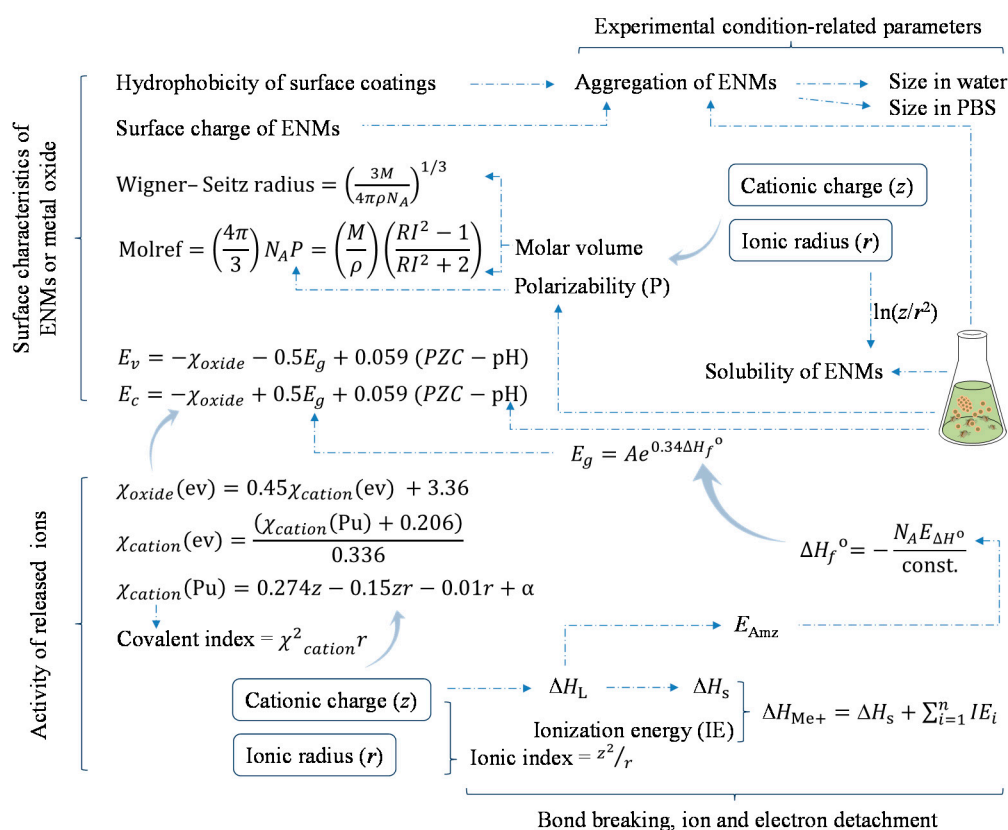 Experimental condition-related parameters
Surface characteristics of
ENMs or metal oxide
Hydrophobicity of surface coatings
Aggregation of ENMs
Size in water
Size in PBS
Surface charge of ENMs
Wigner– Seitz radius = (3M/4πρN_A)^1/3
Cationic charge (z)
Ionic radius (r)
Molref = (4π/3) N_A P = (M/ρ) (RI² − 1/RI² + 2)
Molar volume
Polarizability (P)
ln(z/r²)
Solubility of ENMs
E_v = −χ_oxide − 0.5E_g + 0.059 (PZC − pH)
E_c = −χ_oxide + 0.5E_g + 0.059 (PZC − pH)
E_g = Ae^0.34ΔH_f^o
Activity of released ions
χ_oxide(ev) = 0.45χ_cation(ev) + 3.36
χ_cation(ev) = (χ_cation(Pu) + 0.206)/0.336
ΔH_f^o = − N_A E_ΔH^o/const.
χ_cation(Pu) = 0.274z − 0.15zr − 0.01r + α
Covalent index = χ²_cation r
E_Amz
Cationic charge (z)
ΔH_L
ΔH_s
Ionization energy (IE)
ΔH_Me+ = ΔH_s + ∑_i=1^n IE_i
Ionic radius (r)
Ionic index = z²/r
Bond breaking, ion and electron detachment